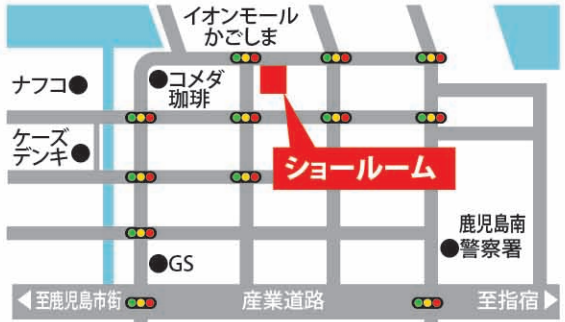 イオンモール
かごしま
ナフコ
コメダ
珈琲
ケーズ
デンキ
ショールーム
鹿児島南
警察署
GS
至鹿児島市街
産業道路
至指宿